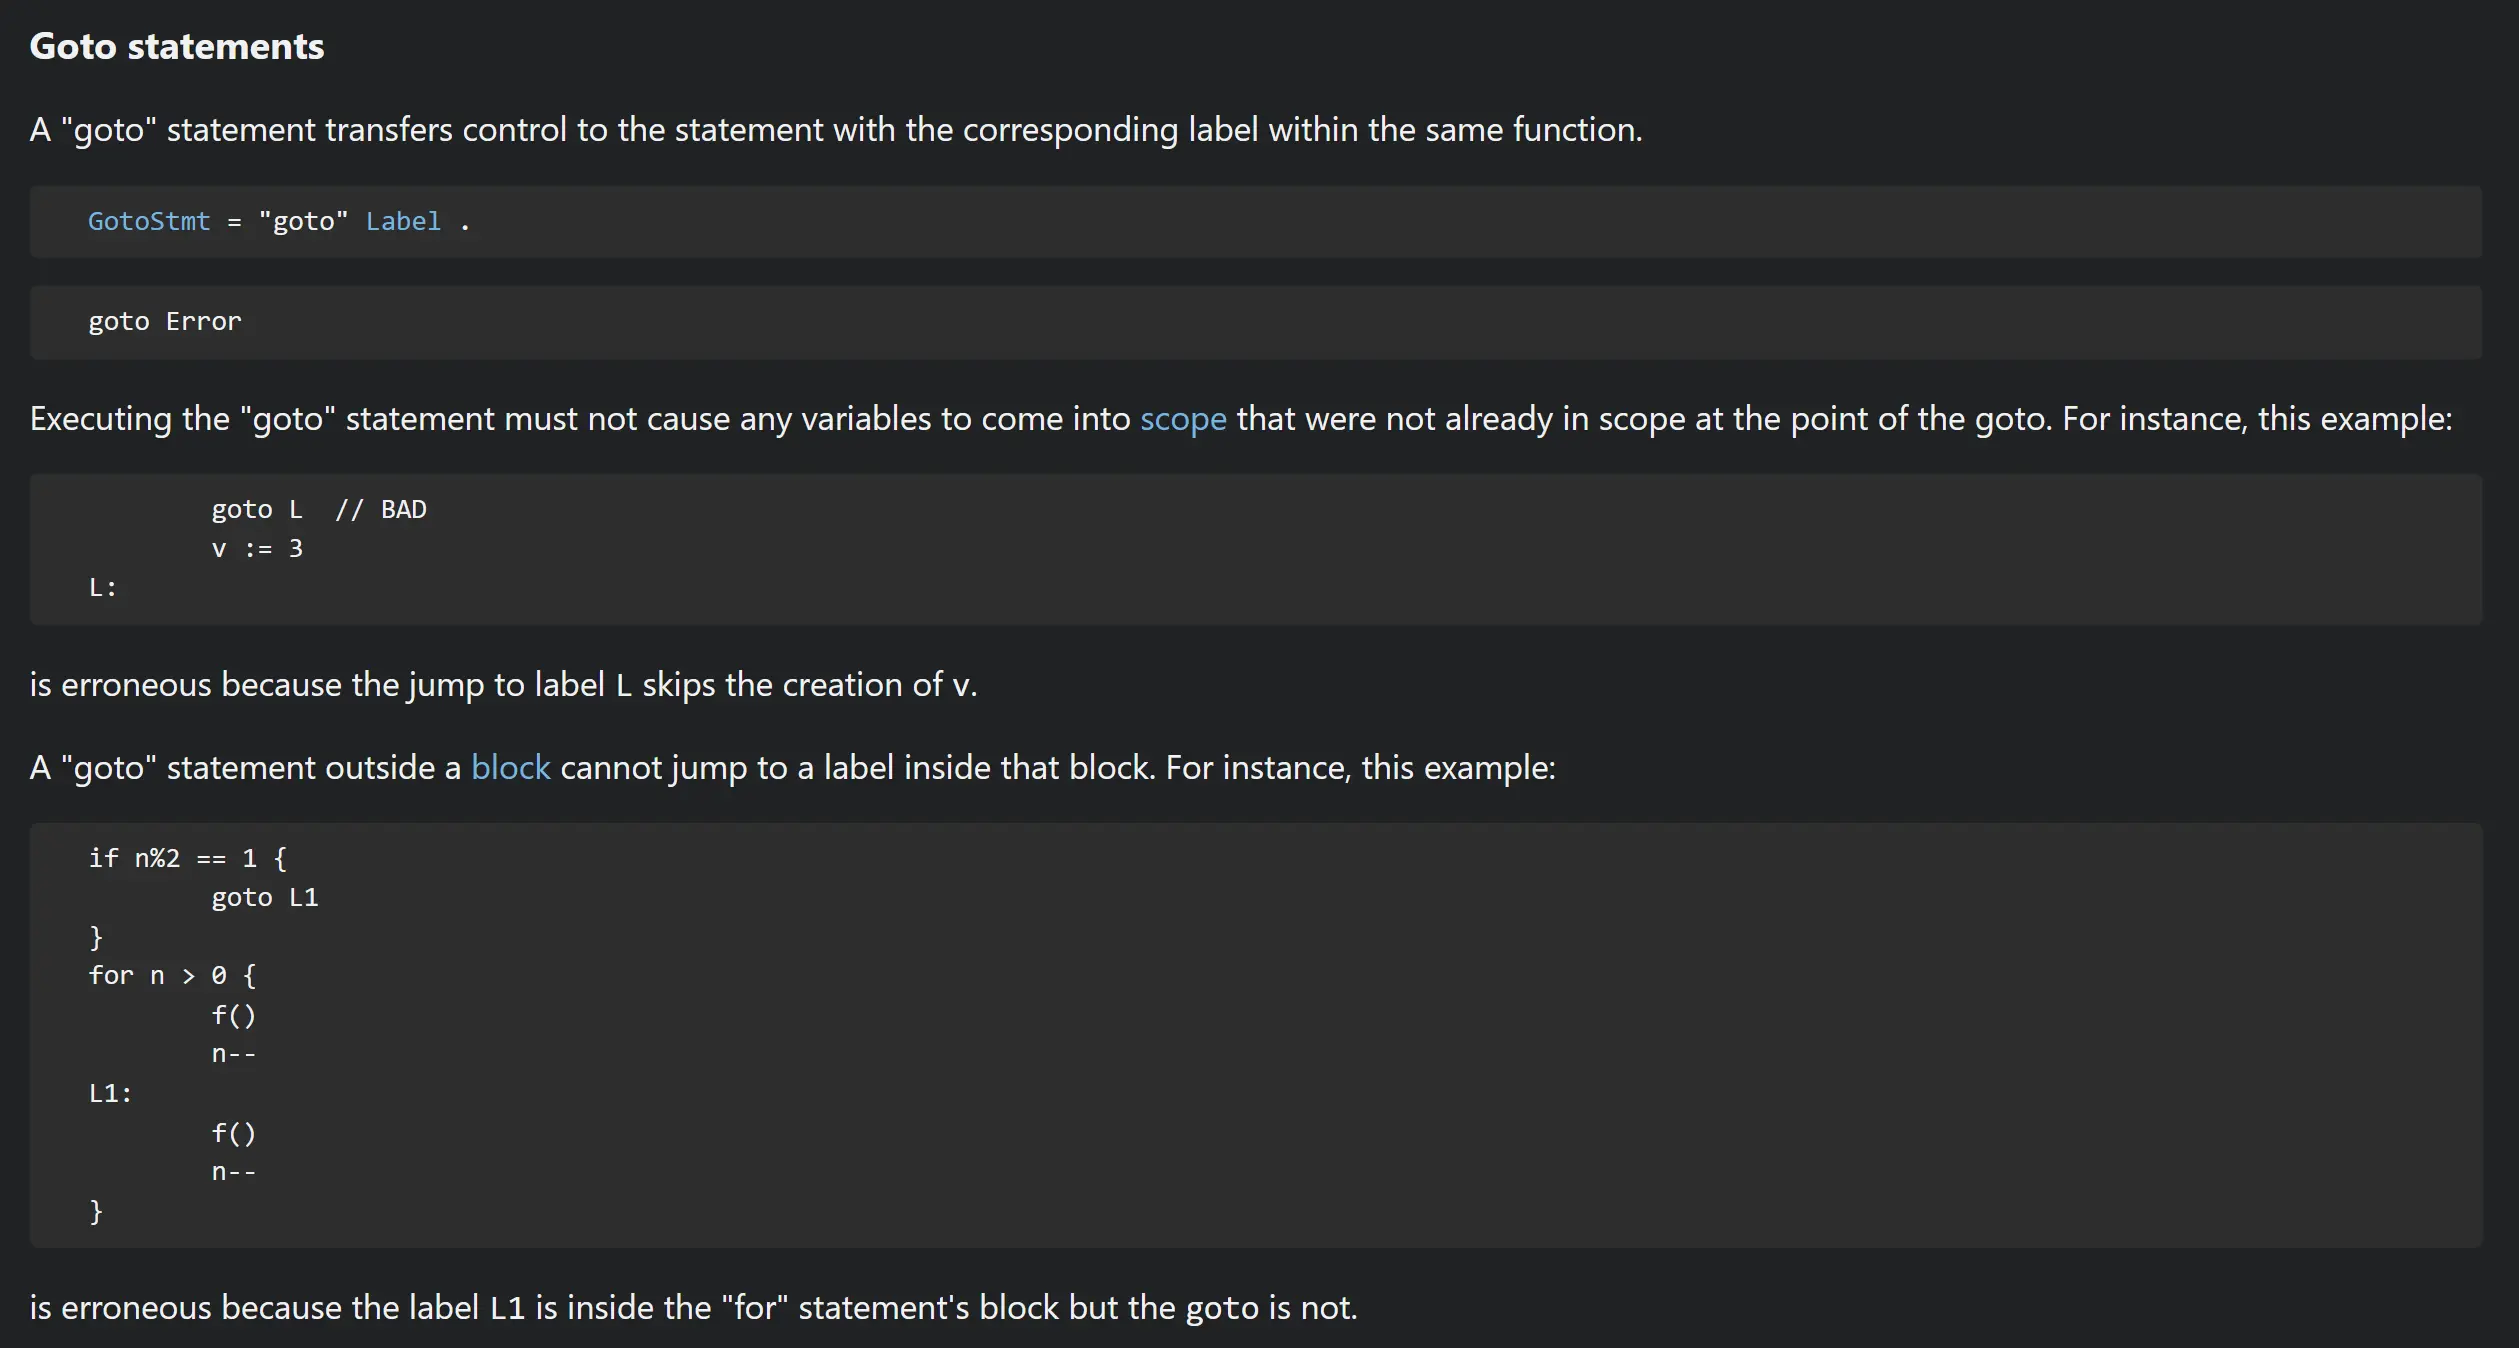 Goto statements
A "goto" statement transfers control to the statement with the corresponding label within the same function.
GotoStmt = "goto" Label .
goto Error
Executing the "goto" statement must not cause any variables to come into scope that were not already in scope at the point of the goto. For instance, this example:
        goto L  // BAD
        v := 3
L:
is erroneous because the jump to label L skips the creation of v.
A "goto" statement outside a block cannot jump to a label inside that block. For instance, this example:
if n%2 == 1 {
        goto L1
}
for n > 0 {
        f()
        n--
L1:
        f()
        n--
}
is erroneous because the label L1 is inside the "for" statement's block but the goto is not.